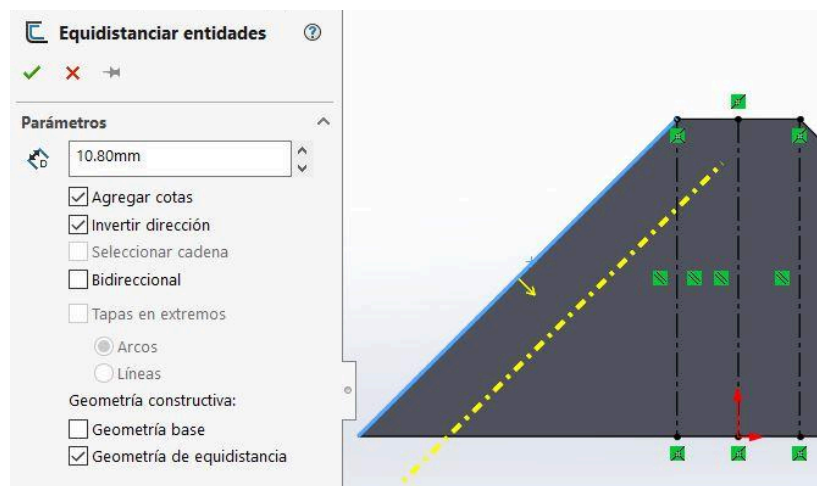 Equidistanciar entidades
Parámetros
10.80mm
Agregar cotas
Invertir dirección
Seleccionar cadena
Bidireccional
Tapas en extremos
Arcos
Líneas
Geometría constructiva:
Geometría base
Geometría de equidistancia